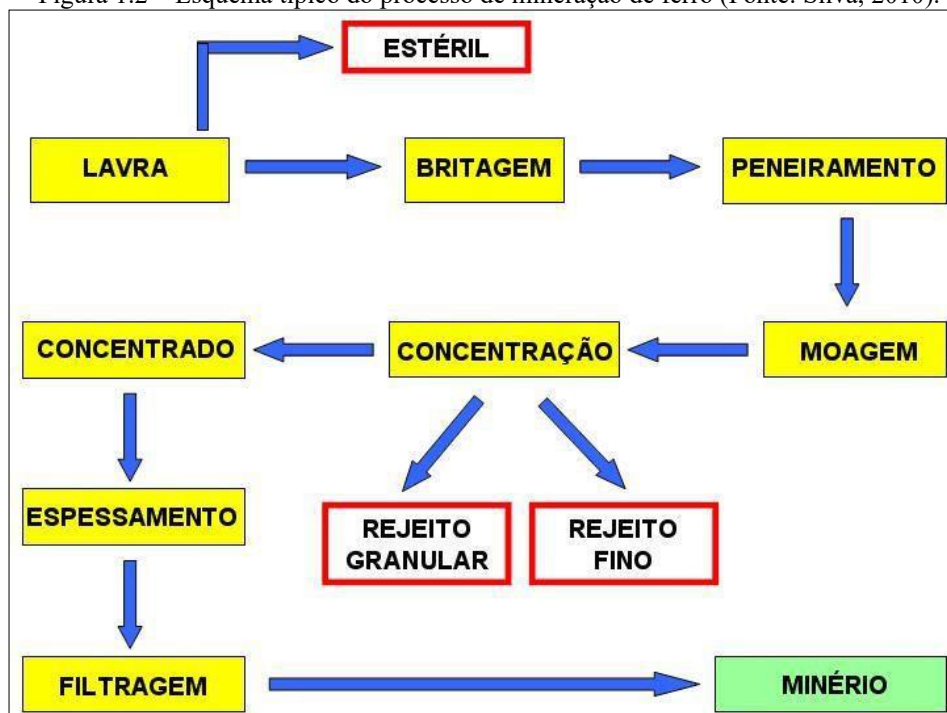 Figura 1.2 – Esquema típico do processo de mineração de ferro (Fonte: Silva, 2010).
ESTÉRIL
LAVRA
BRITAGEM
PENEIRAMENTO
CONCENTRADO
CONCENTRAÇÃO
MOAGEM
ESPESSAMENTO
REJEITO
GRANULAR
REJEITO
FINO
FILTRAGEM
MINÉRIO